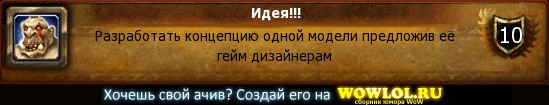 Идея!!!
Разработать концепцию одной модели предложив её
гейм дизайнерам
10
Хочешь свой ачив? Создай его на WOWLOL.RU
сборник юмора WoW